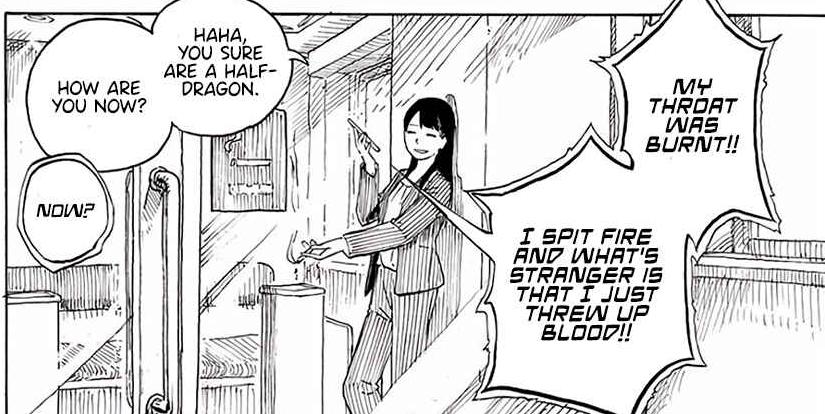 MY
THROAT
WAS
BURNT!!
I SPIT FIRE
AND WHAT'S
STRANGER IS
THAT I JUST
THREW UP
BLOOD!!
HAHA,
YOU SURE
ARE A HALF-
DRAGON.
HOW ARE
YOU NOW?
NOW?